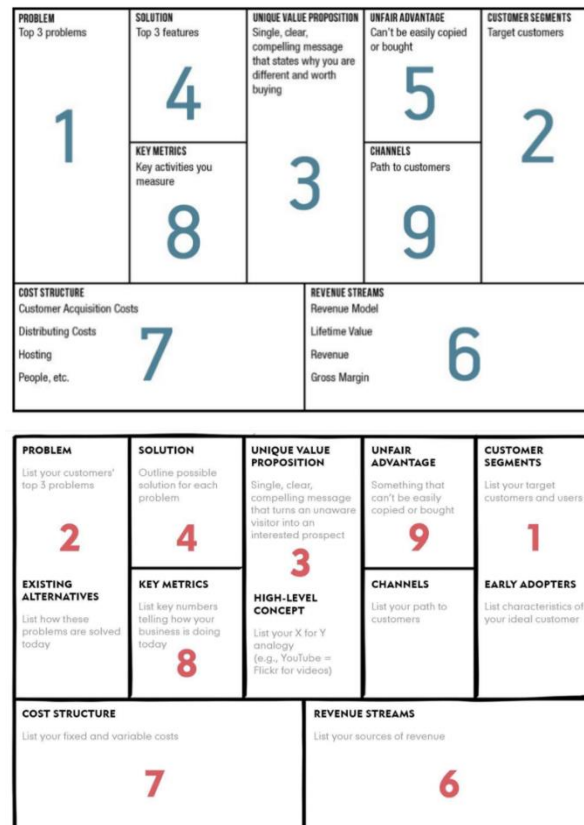 PROBLEM
Top 3 problems
1
SOLUTION
Top 3 features
4
KEY METRICS
Key activities you
measure
8
UNIQUE VALUE PROPOSITION
Single, clear,
compelling message
that states why you are
different and worth
buying
3
UNFAIR ADVANTAGE
Can't be easily copied
or bought
5
CHANNELS
Path to customers
9
CUSTOMER SEGMENTS
Target customers
2
COST STRUCTURE
Customer Acquisition Costs
Distributing Costs
Hosting
People, etc.
7
REVENUE STREAMS
Revenue Model
Lifetime Value
Revenue
Gross Margin
6
PROBLEM
List your customers'
top 3 problems
2
EXISTING
ALTERNATIVES
List how these
problems are solved
today
SOLUTION
Outline possible
solution for each
problem
4
KEY METRICS
List key numbers
telling how your
business is doing
today
8
UNIQUE VALUE
PROPOSITION
Single, clear,
compelling message
that turns an unaware
visitor into an
interested prospect
3
HIGH-LEVEL
CONCEPT
List your X for Y
analogy
(e.g., YouTube =
Flickr for videos)
UNFAIR
ADVANTAGE
Something that
can't be easily
copied or bought
9
CHANNELS
List your path to
customers
CUSTOMER
SEGMENTS
List your target
customers and users
1
EARLY ADOPTERS
List characteristics of
your ideal customer
COST STRUCTURE
List your fixed and variable costs
7
REVENUE STREAMS
List your sources of revenue
6